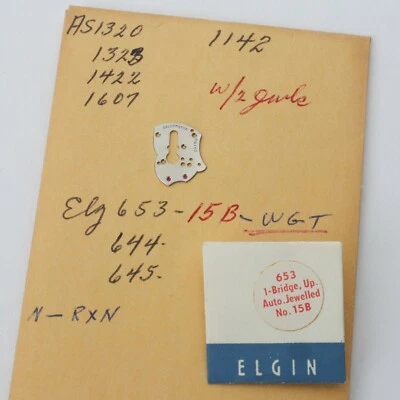 AS1320
1323
1422
1607
1142
w/2 jwls
Elg 653-15B-WGT
644-
645-
N-RXN
653
1-Bridge, Up.
Auto. Jewelled
No. 15B
ELGIN